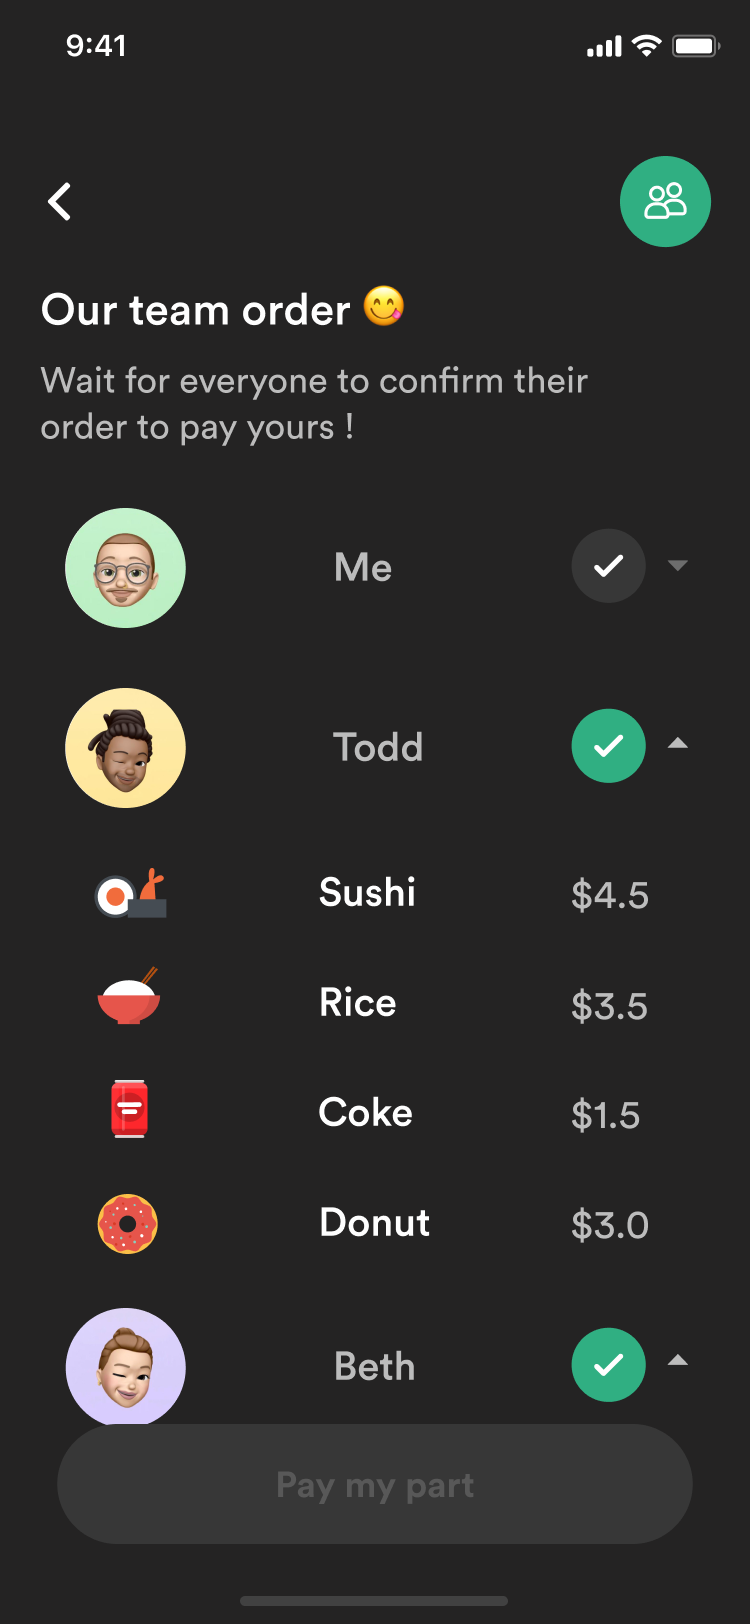 9:41
Our team order 😋
Wait for everyone to confirm their
order to pay yours !
Me
Todd
Sushi $4.5
Rice $3.5
Coke $1.5
Donut $3.0
Beth
Pay my part